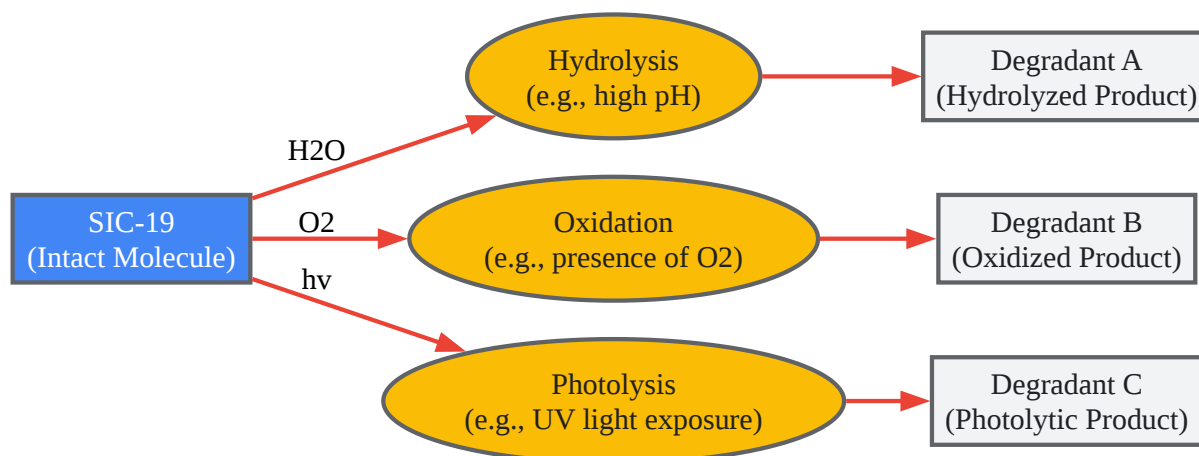 Hydrolysis
(e.g., high pH)
Degradant A
(Hydrolyzed Product)
H2O
SIC-19
(Intact Molecule)
O2
Oxidation
(e.g., presence of O2)
Degradant B
(Oxidized Product)
hv
Photolysis
(e.g., UV light exposure)
Degradant C
(Photolytic Product)